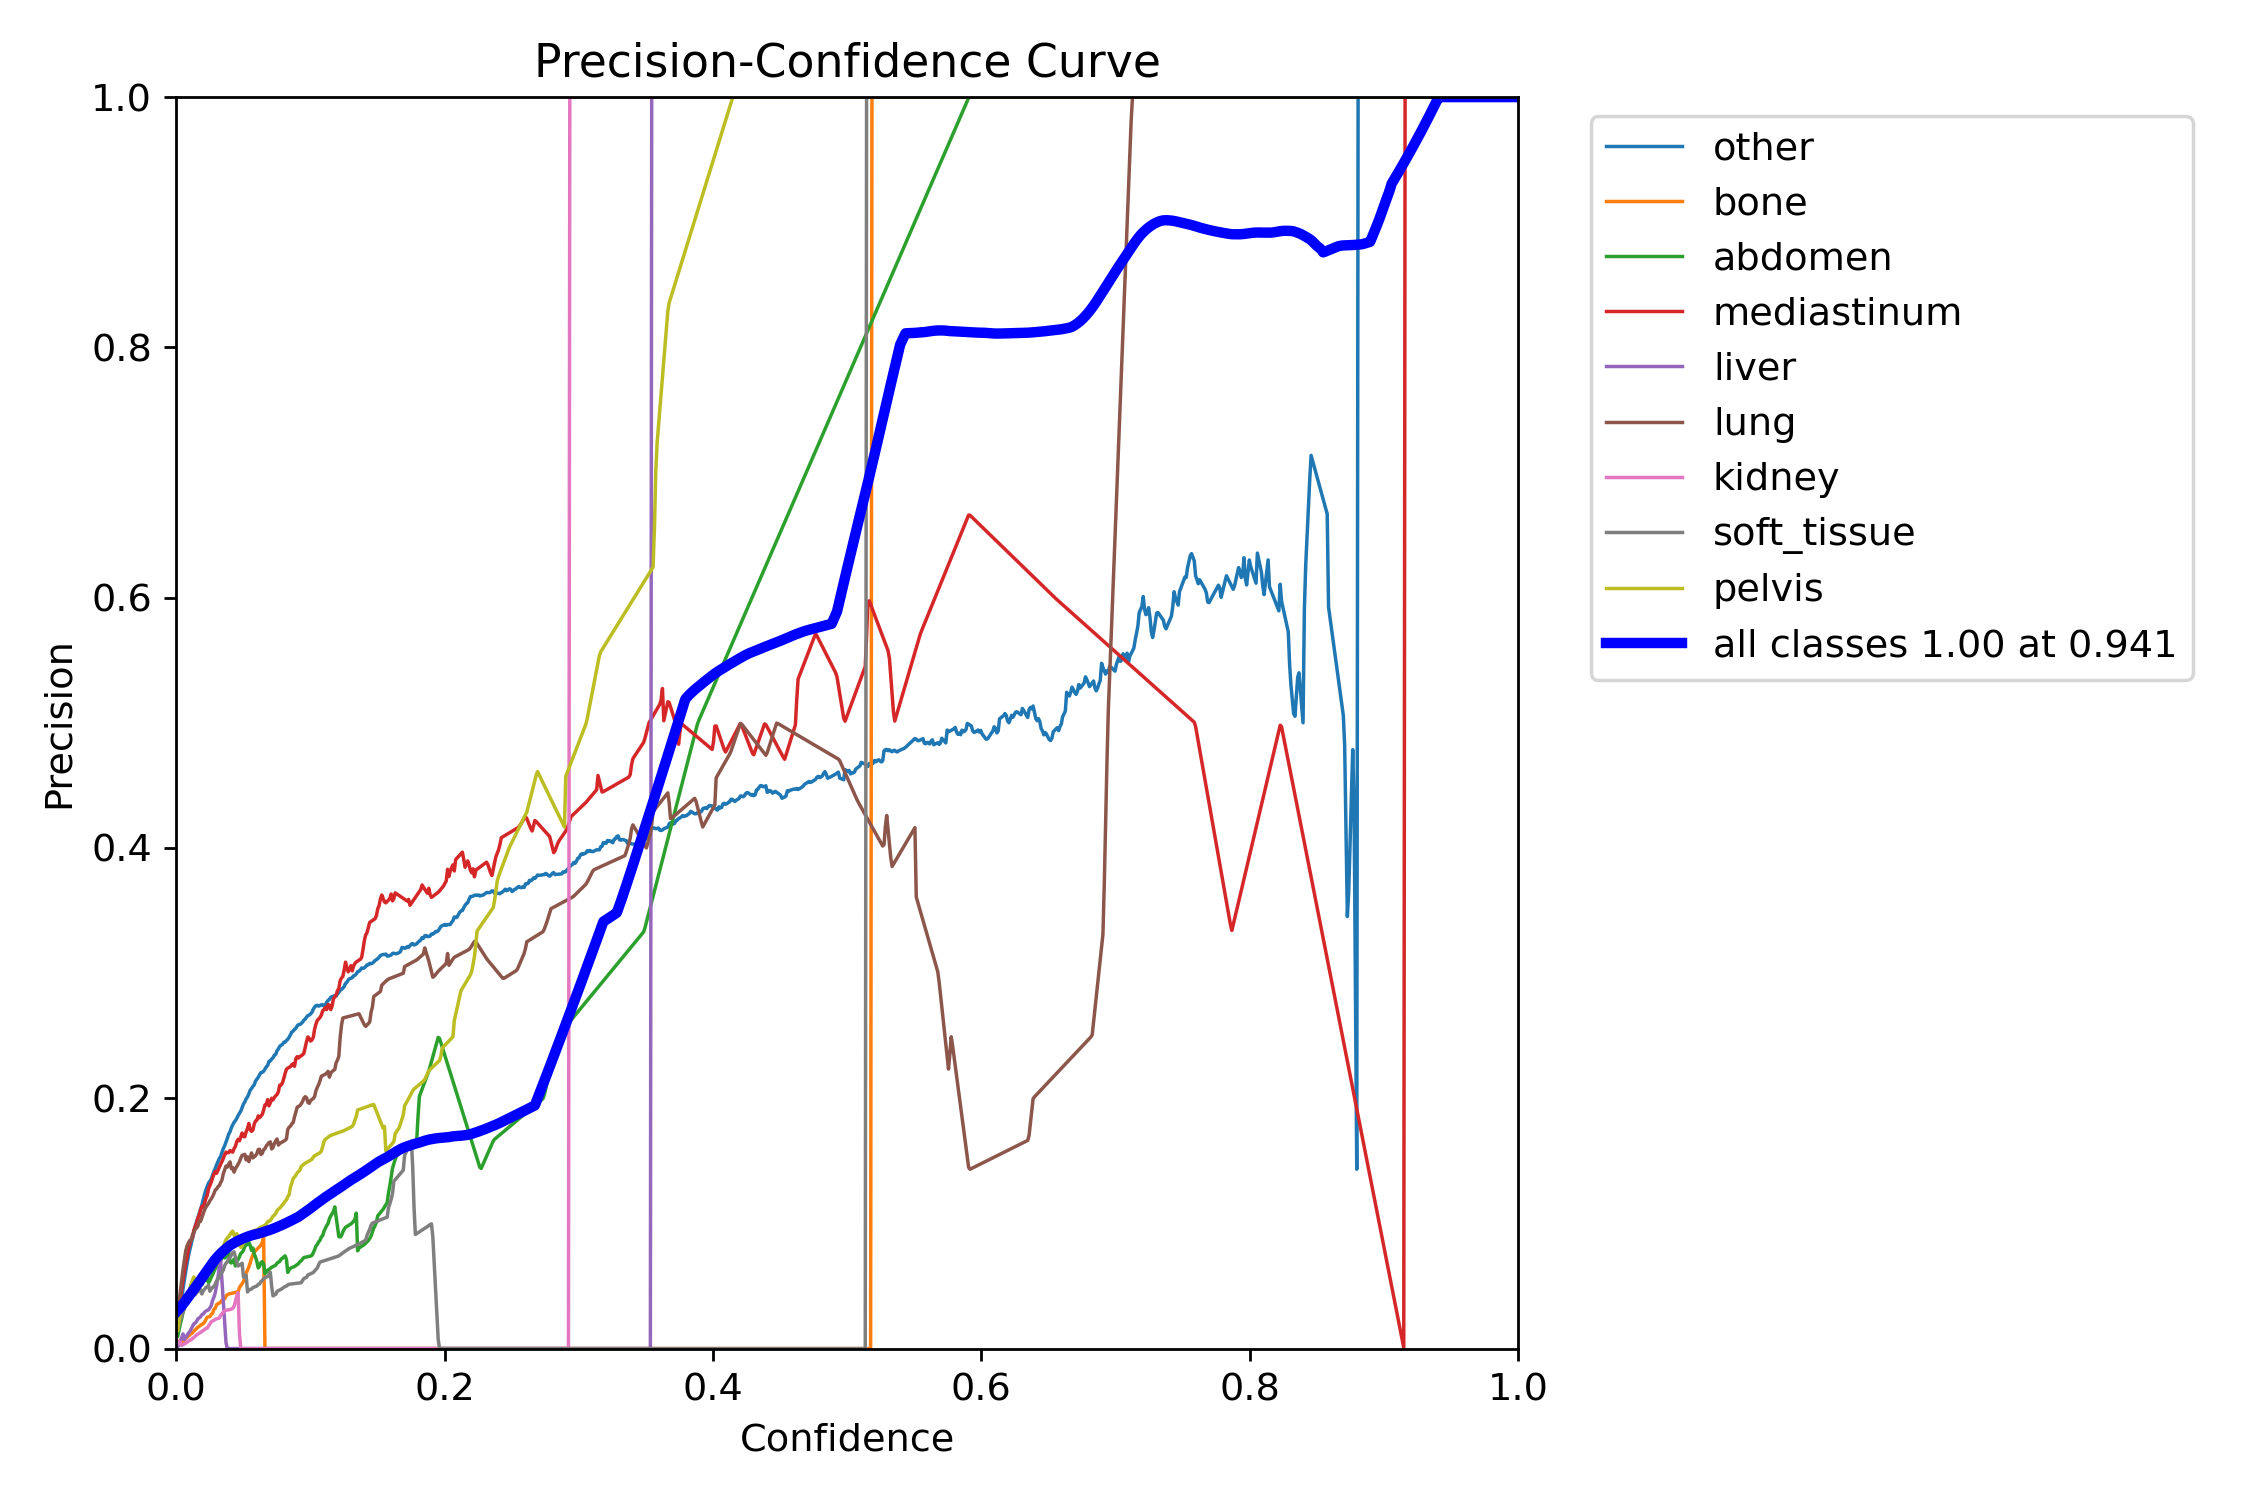 Precision-Confidence Curve
1.0
0.8
0.6
0.4
0.2
0.0
Precision
0.0 0.2 0.4 0.6 0.8 1.0
Confidence
other
bone
abdomen
mediastinum
liver
lung
kidney
soft_tissue
pelvis
all classes 1.00 at 0.941